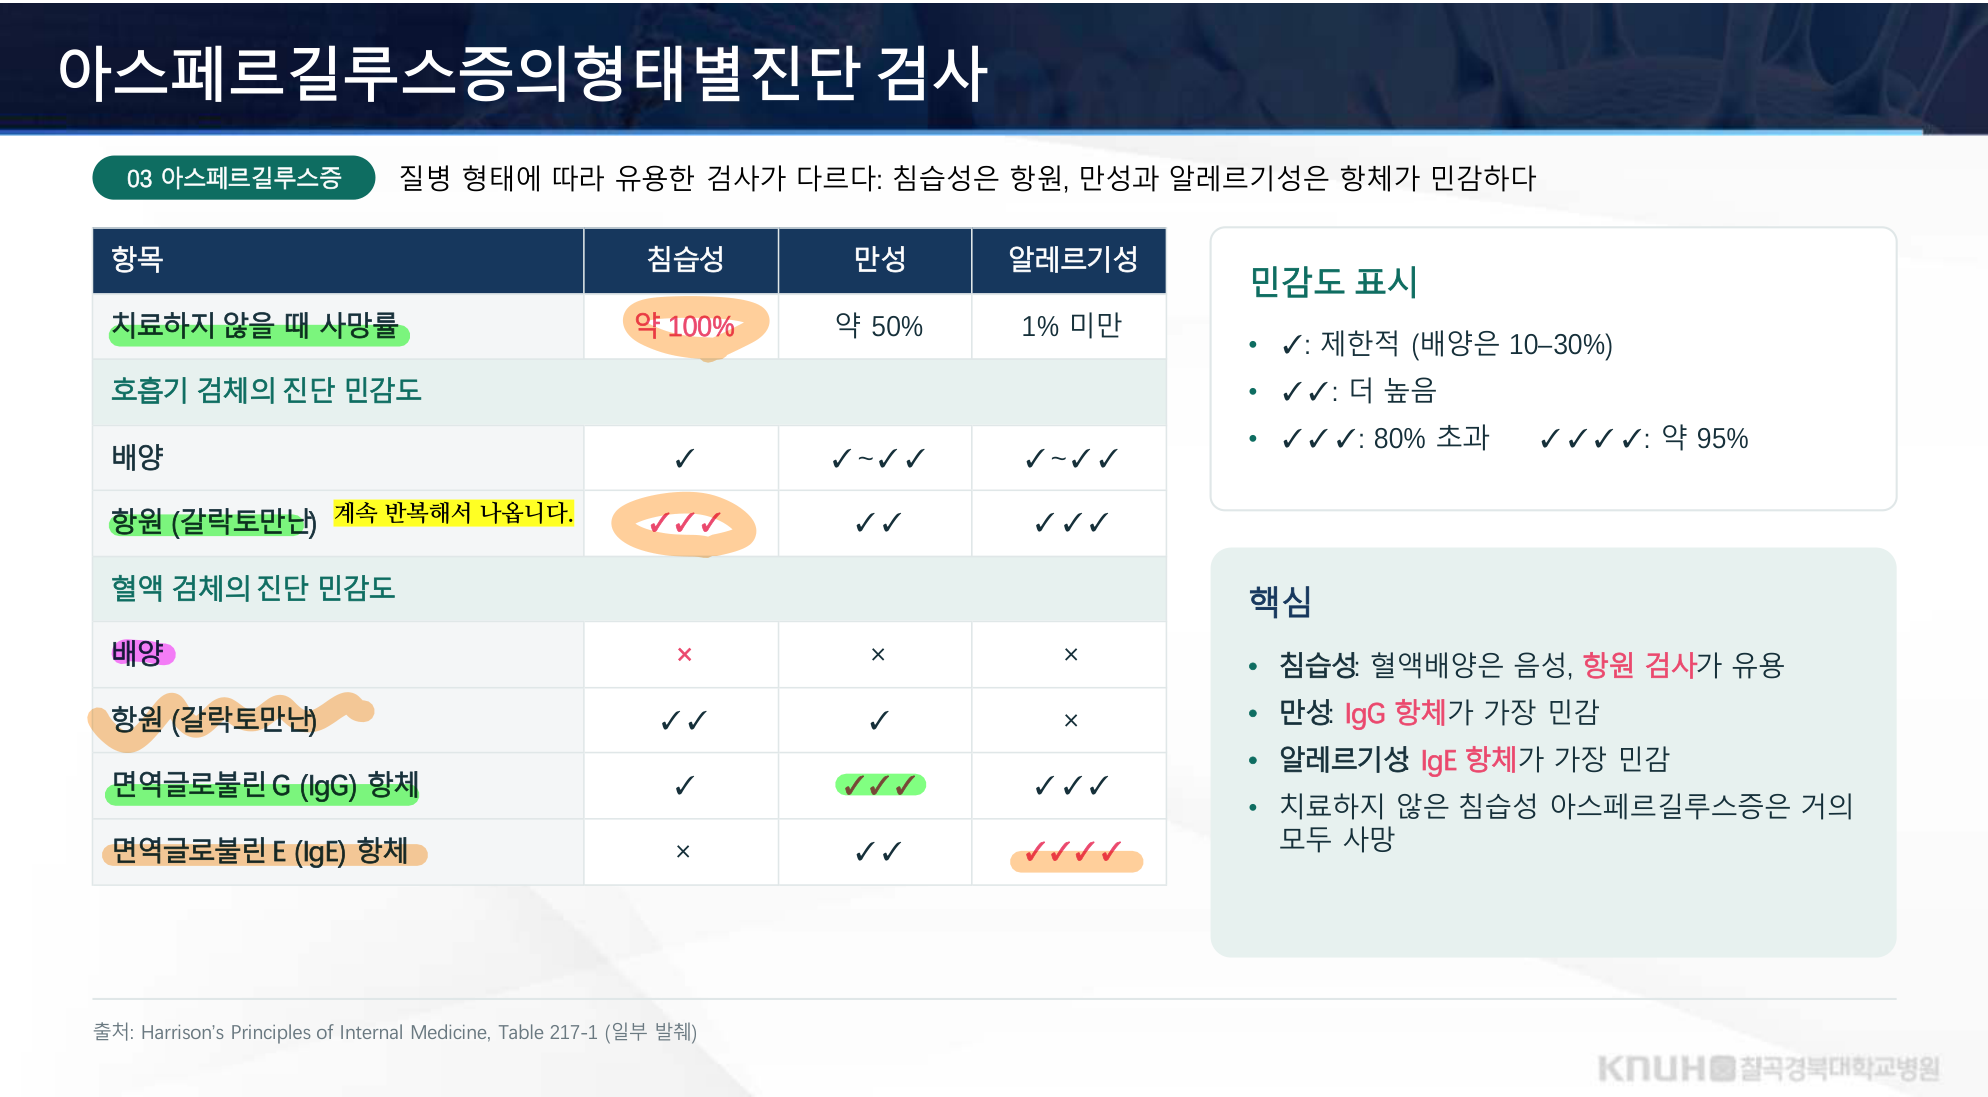 아스페르길루스증의형태별진단 검사
03 아스페르길루스증 질병 형태에 따라 유용한 검사가 다르다: 침습성은 항원, 만성과 알레르기성은 항체가 민감하다
항목 침습성 만성 알레르기성
치료하지 않을 때 사망률 약 100% 약 50% 1% 미만
호흡기 검체의 진단 민감도
배양 ✓ ✓~✓✓ ✓~✓✓
항원 (갈락토만난) 계속 반복해서 나옵니다. ✓✓✓ ✓✓ ✓✓✓
혈액 검체의 진단 민감도
배양 × × ×
항원 (갈락토만난) ✓✓ ✓ ×
면역글로불린 G (IgG) 항체 ✓ ✓✓✓ ✓✓✓
면역글로불린 E (IgE) 항체 × ✓✓ ✓✓✓✓
민감도 표시
• ✓: 제한적 (배양은 10–30%)
• ✓✓: 더 높음
• ✓✓✓: 80% 초과 ✓✓✓✓: 약 95%
핵심
• 침습성: 혈액배양은 음성, 항원 검사가 유용
• 만성: IgG 항체가 가장 민감
• 알레르기성: IgE 항체가 가장 민감
• 치료하지 않은 침습성 아스페르길루스증은 거의
모두 사망
출처: Harrison's Principles of Internal Medicine, Table 217-1 (일부 발췌)
KNUH 칠곡경북대학교병원